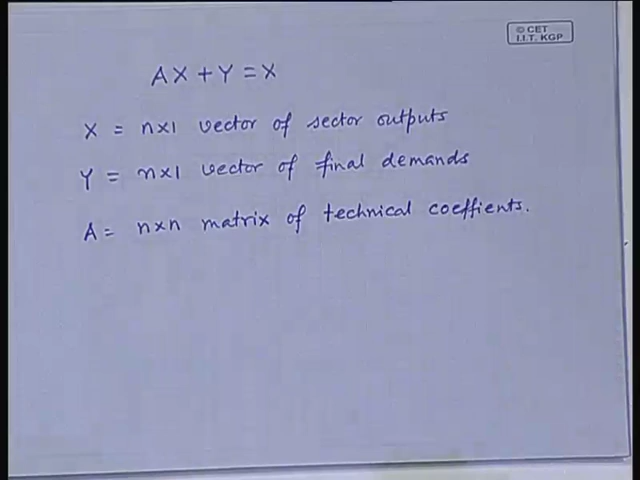 © CET
I.I.T. KGP
AX + Y = X
X = n×1 vector of sector outputs
Y = n×1 vector of final demands
A = n×n matrix of technical coeffients.